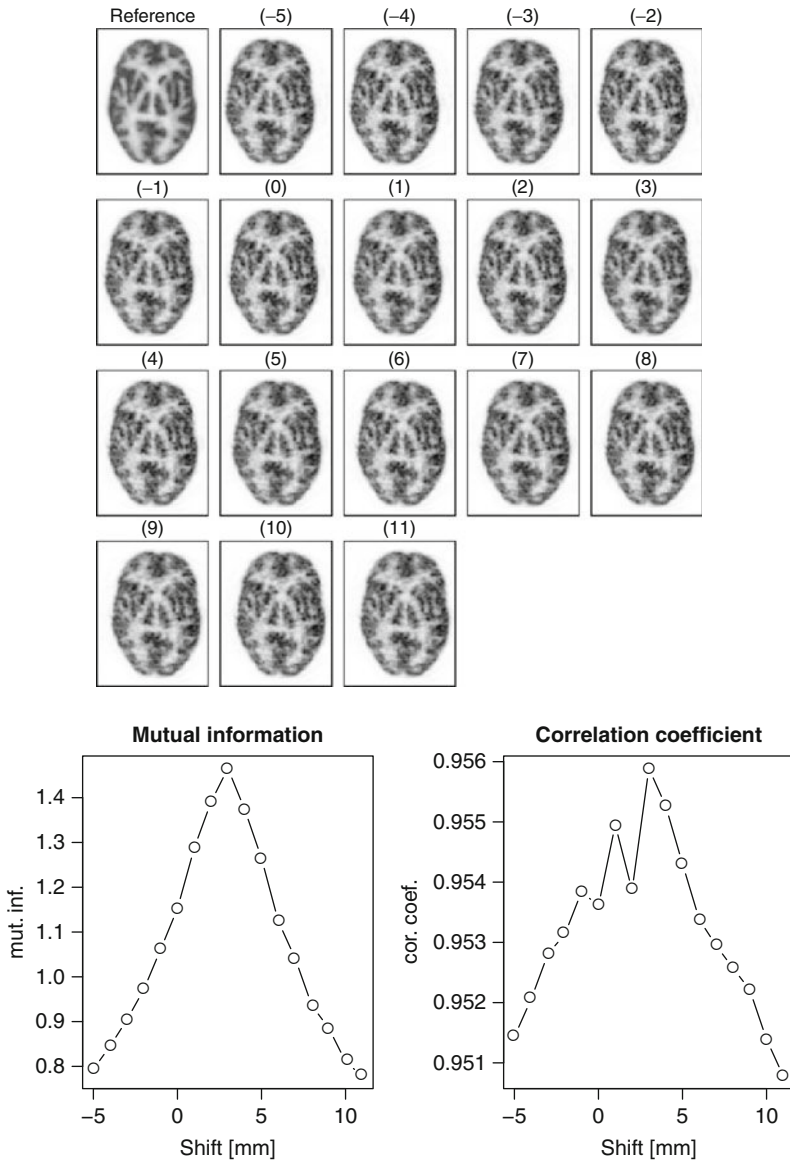 Reference (−5) (−4) (−3) (−2)
(−1) (0) (1) (2) (3)
(4) (5) (6) (7) (8)
(9) (10) (11)
Mutual information
mut. inf.
1.4
1.3
1.2
1.1
1.0
0.9
0.8
−5 0 5 10
Shift [mm]
Correlation coefficient
cor. coef.
0.956
0.955
0.954
0.953
0.952
0.951
−5 0 5 10
Shift [mm]